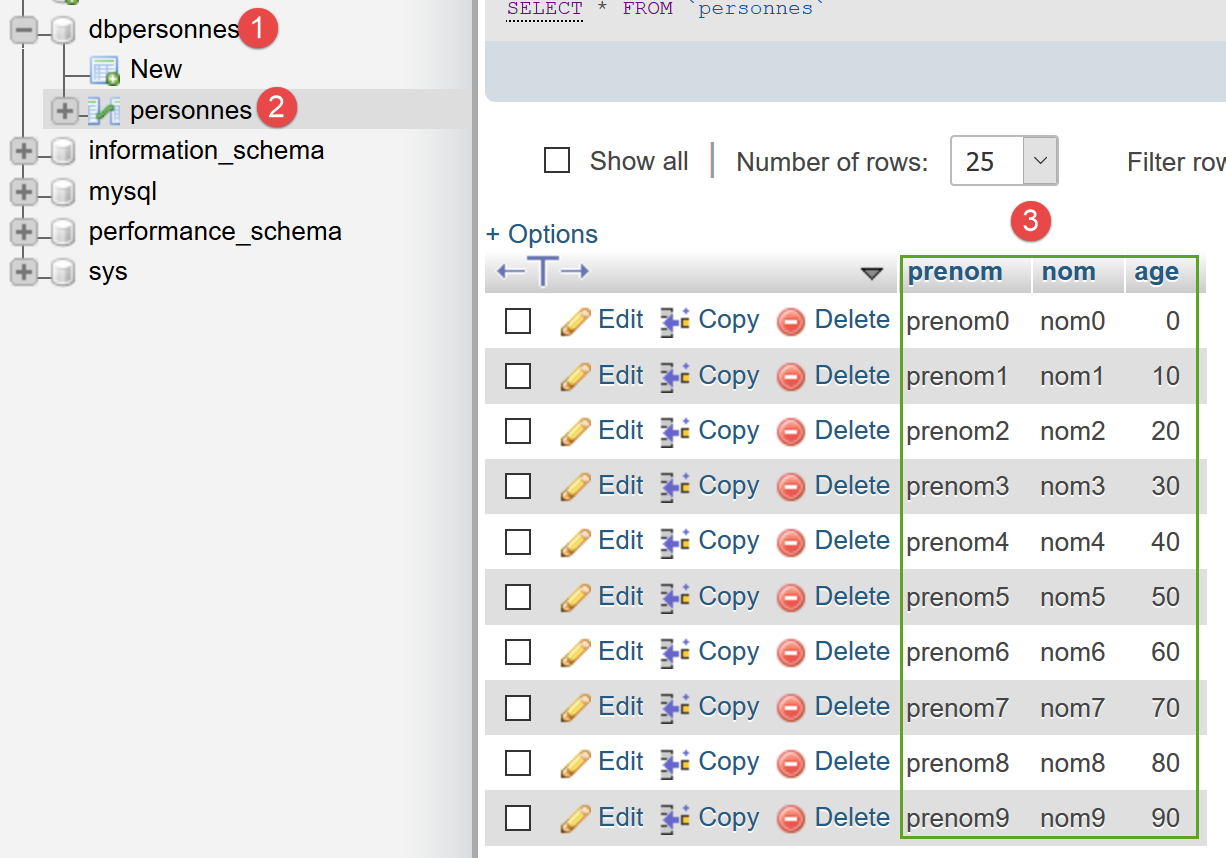 dbpersonnes 1
New
personnes 2
information_schema
mysql
performance_schema
sys
SELECT * FROM `personnes`
Show all Number of rows: 25 Filter row
3
+ Options
prenom nom age
Edit Copy Delete prenom0 nom0 0
Edit Copy Delete prenom1 nom1 10
Edit Copy Delete prenom2 nom2 20
Edit Copy Delete prenom3 nom3 30
Edit Copy Delete prenom4 nom4 40
Edit Copy Delete prenom5 nom5 50
Edit Copy Delete prenom6 nom6 60
Edit Copy Delete prenom7 nom7 70
Edit Copy Delete prenom8 nom8 80
Edit Copy Delete prenom9 nom9 90